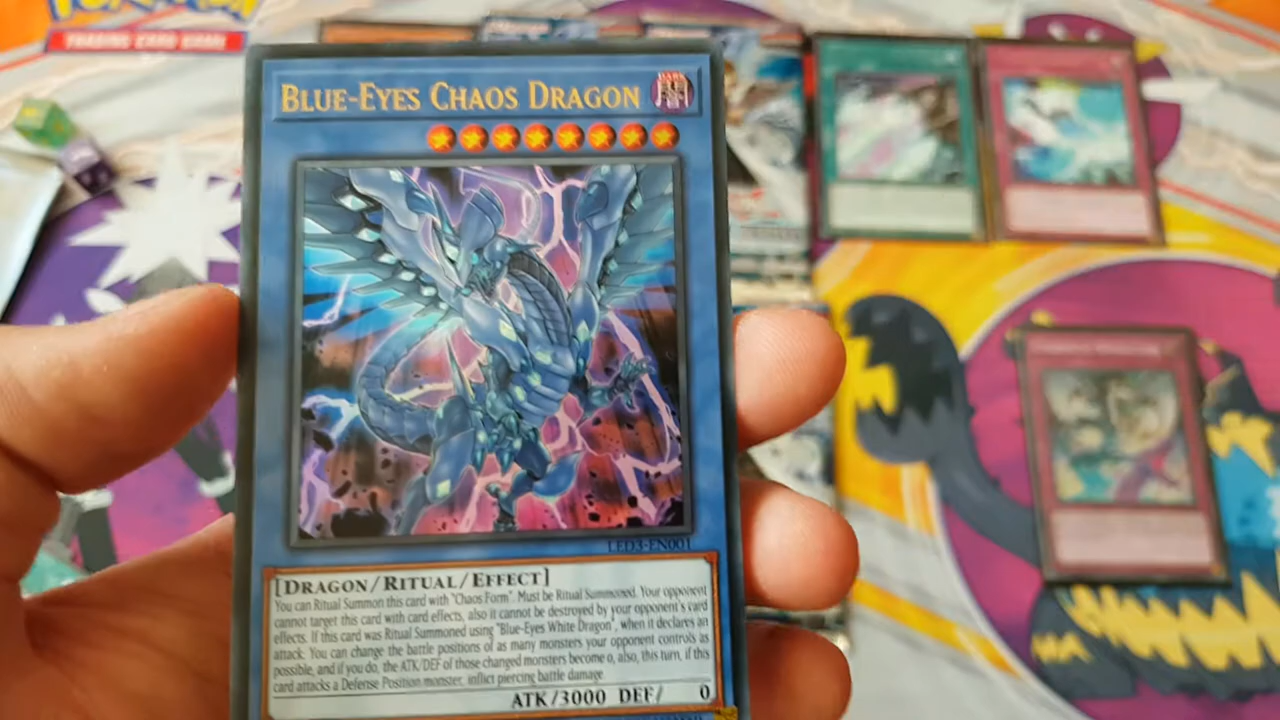 POKÉMON
TRADING CARD GAME
BLUE-EYES CHAOS DRAGON
DARK
LED3-EN001
[DRAGON/RITUAL/EFFECT]
You can Ritual Summon this card with "Chaos Form". Must be Ritual Summoned. Your opponent
cannot target this card with card effects, also it cannot be destroyed by your opponent's card
effects. If this card was Ritual Summoned using "Blue-Eyes White Dragon", when it declares an
attack: You can change the battle positions of as many monsters your opponent controls as
possible, and if you do, the ATK/DEF of those changed monsters become 0, also, this turn, if this
card attacks a Defense Position monster, inflict piercing battle damage.
ATK/3000 DEF/ 0